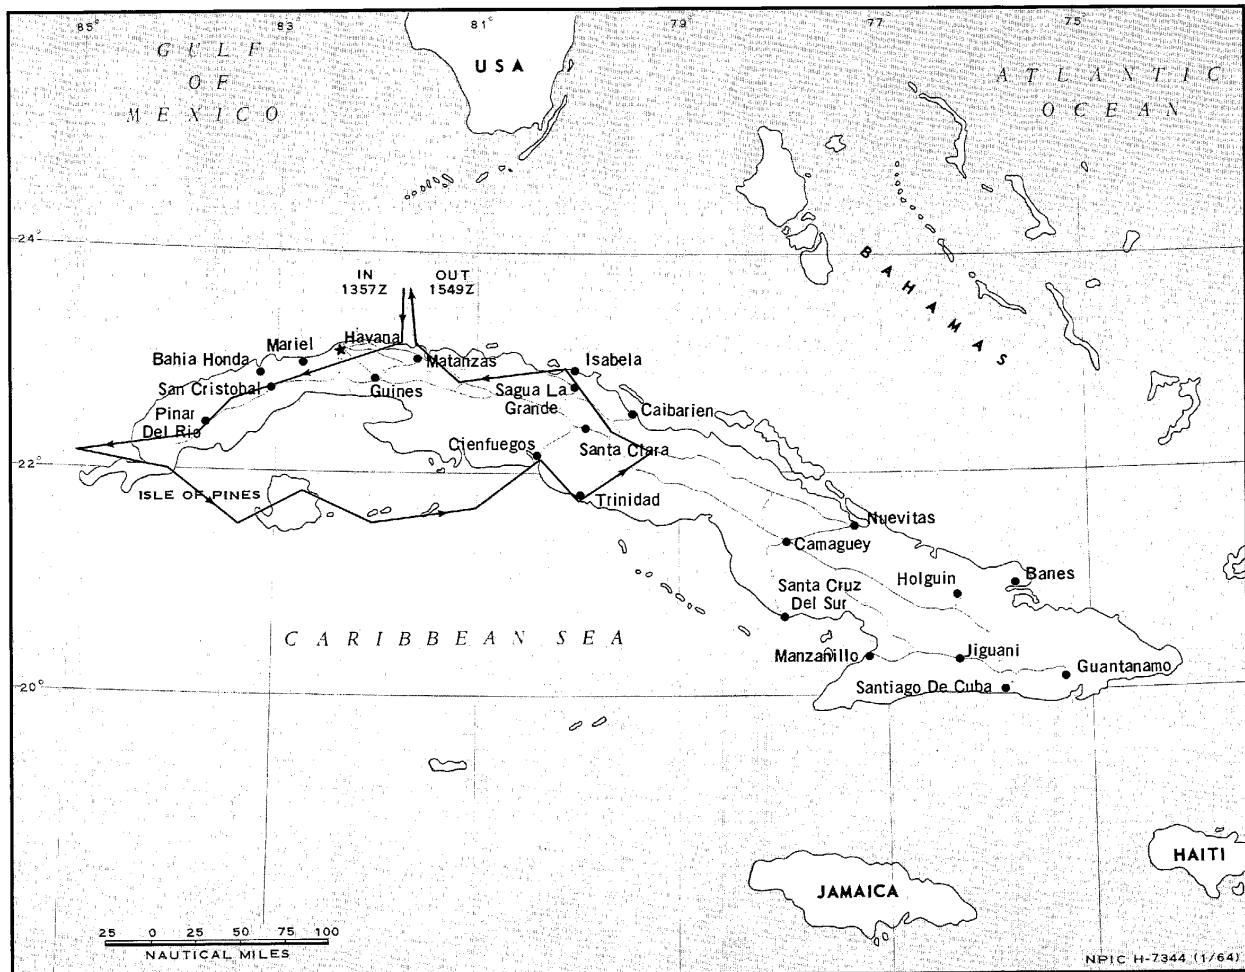 85
83
81
79
77
75
GULF
OF
MEXICO
USA
ATLANTIC
OCEAN
24°
BAHAMAS
IN
1357Z
OUT
1549Z
Havana
Mariel
Bahia Honda
Matanzas
Isabela
San Cristobal
Guines
Sagua La
Grande
Pinar
Del Rio
Caibarien
Cienfuegos
Santa Clara
22°
ISLE OF PINES
Trinidad
Nuevitas
Camaguey
Holguin
Banes
Santa Cruz
Del Sur
CARIBBEAN SEA
Manzanillo
Jiguani
Guantanamo
20°
Santiago De Cuba
HAITI
JAMAICA
25 0 25 50 75 100
NAUTICAL MILES
NPIC H-7344 (1/64)